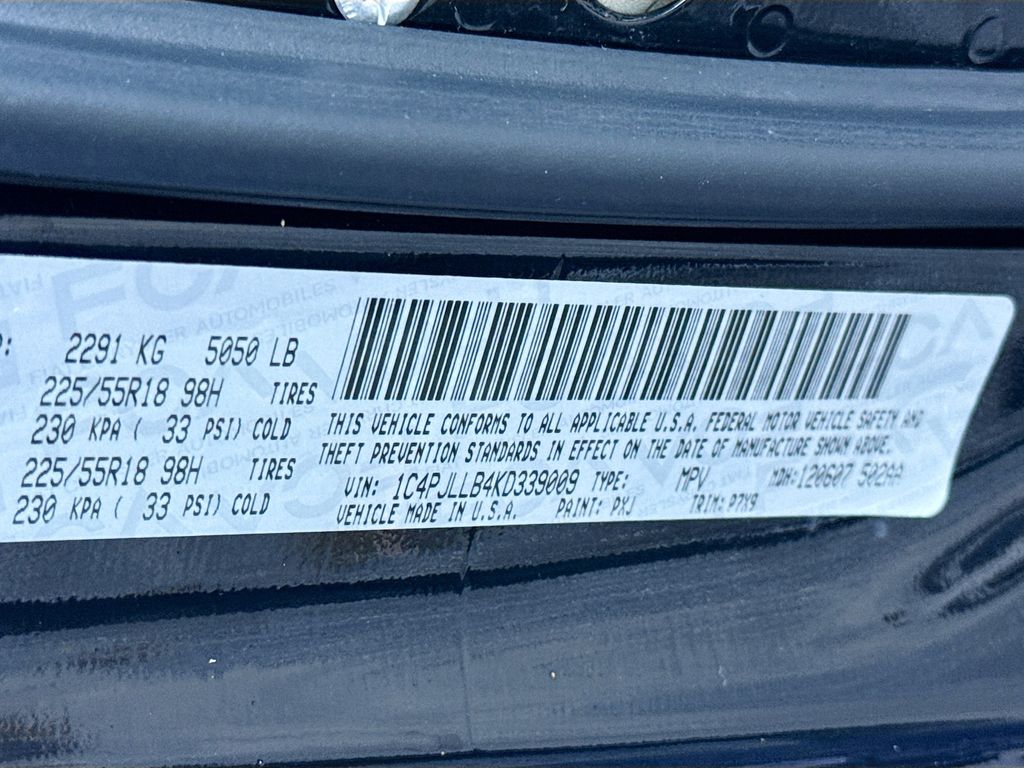 2291 KG 5050 LB
225/55R18 98H TIRES
230 KPA ( 33 PSI) COLD
225/55R18 98H TIRES
230 KPA ( 33 PSI) COLD
THIS VEHICLE CONFORMS TO ALL APPLICABLE U.S.A. FEDERAL MOTOR VEHICLE SAFETY AND
THEFT PREVENTION STANDARDS IN EFFECT ON THE DATE OF MANUFACTURE SHOWN ABOVE.
VIN: 1C4PJLLB4KD339009 TYPE: MPV MDH:120607 502AA
VEHICLE MADE IN U.S.A. PAINT: PXJ TRIM: P7X9